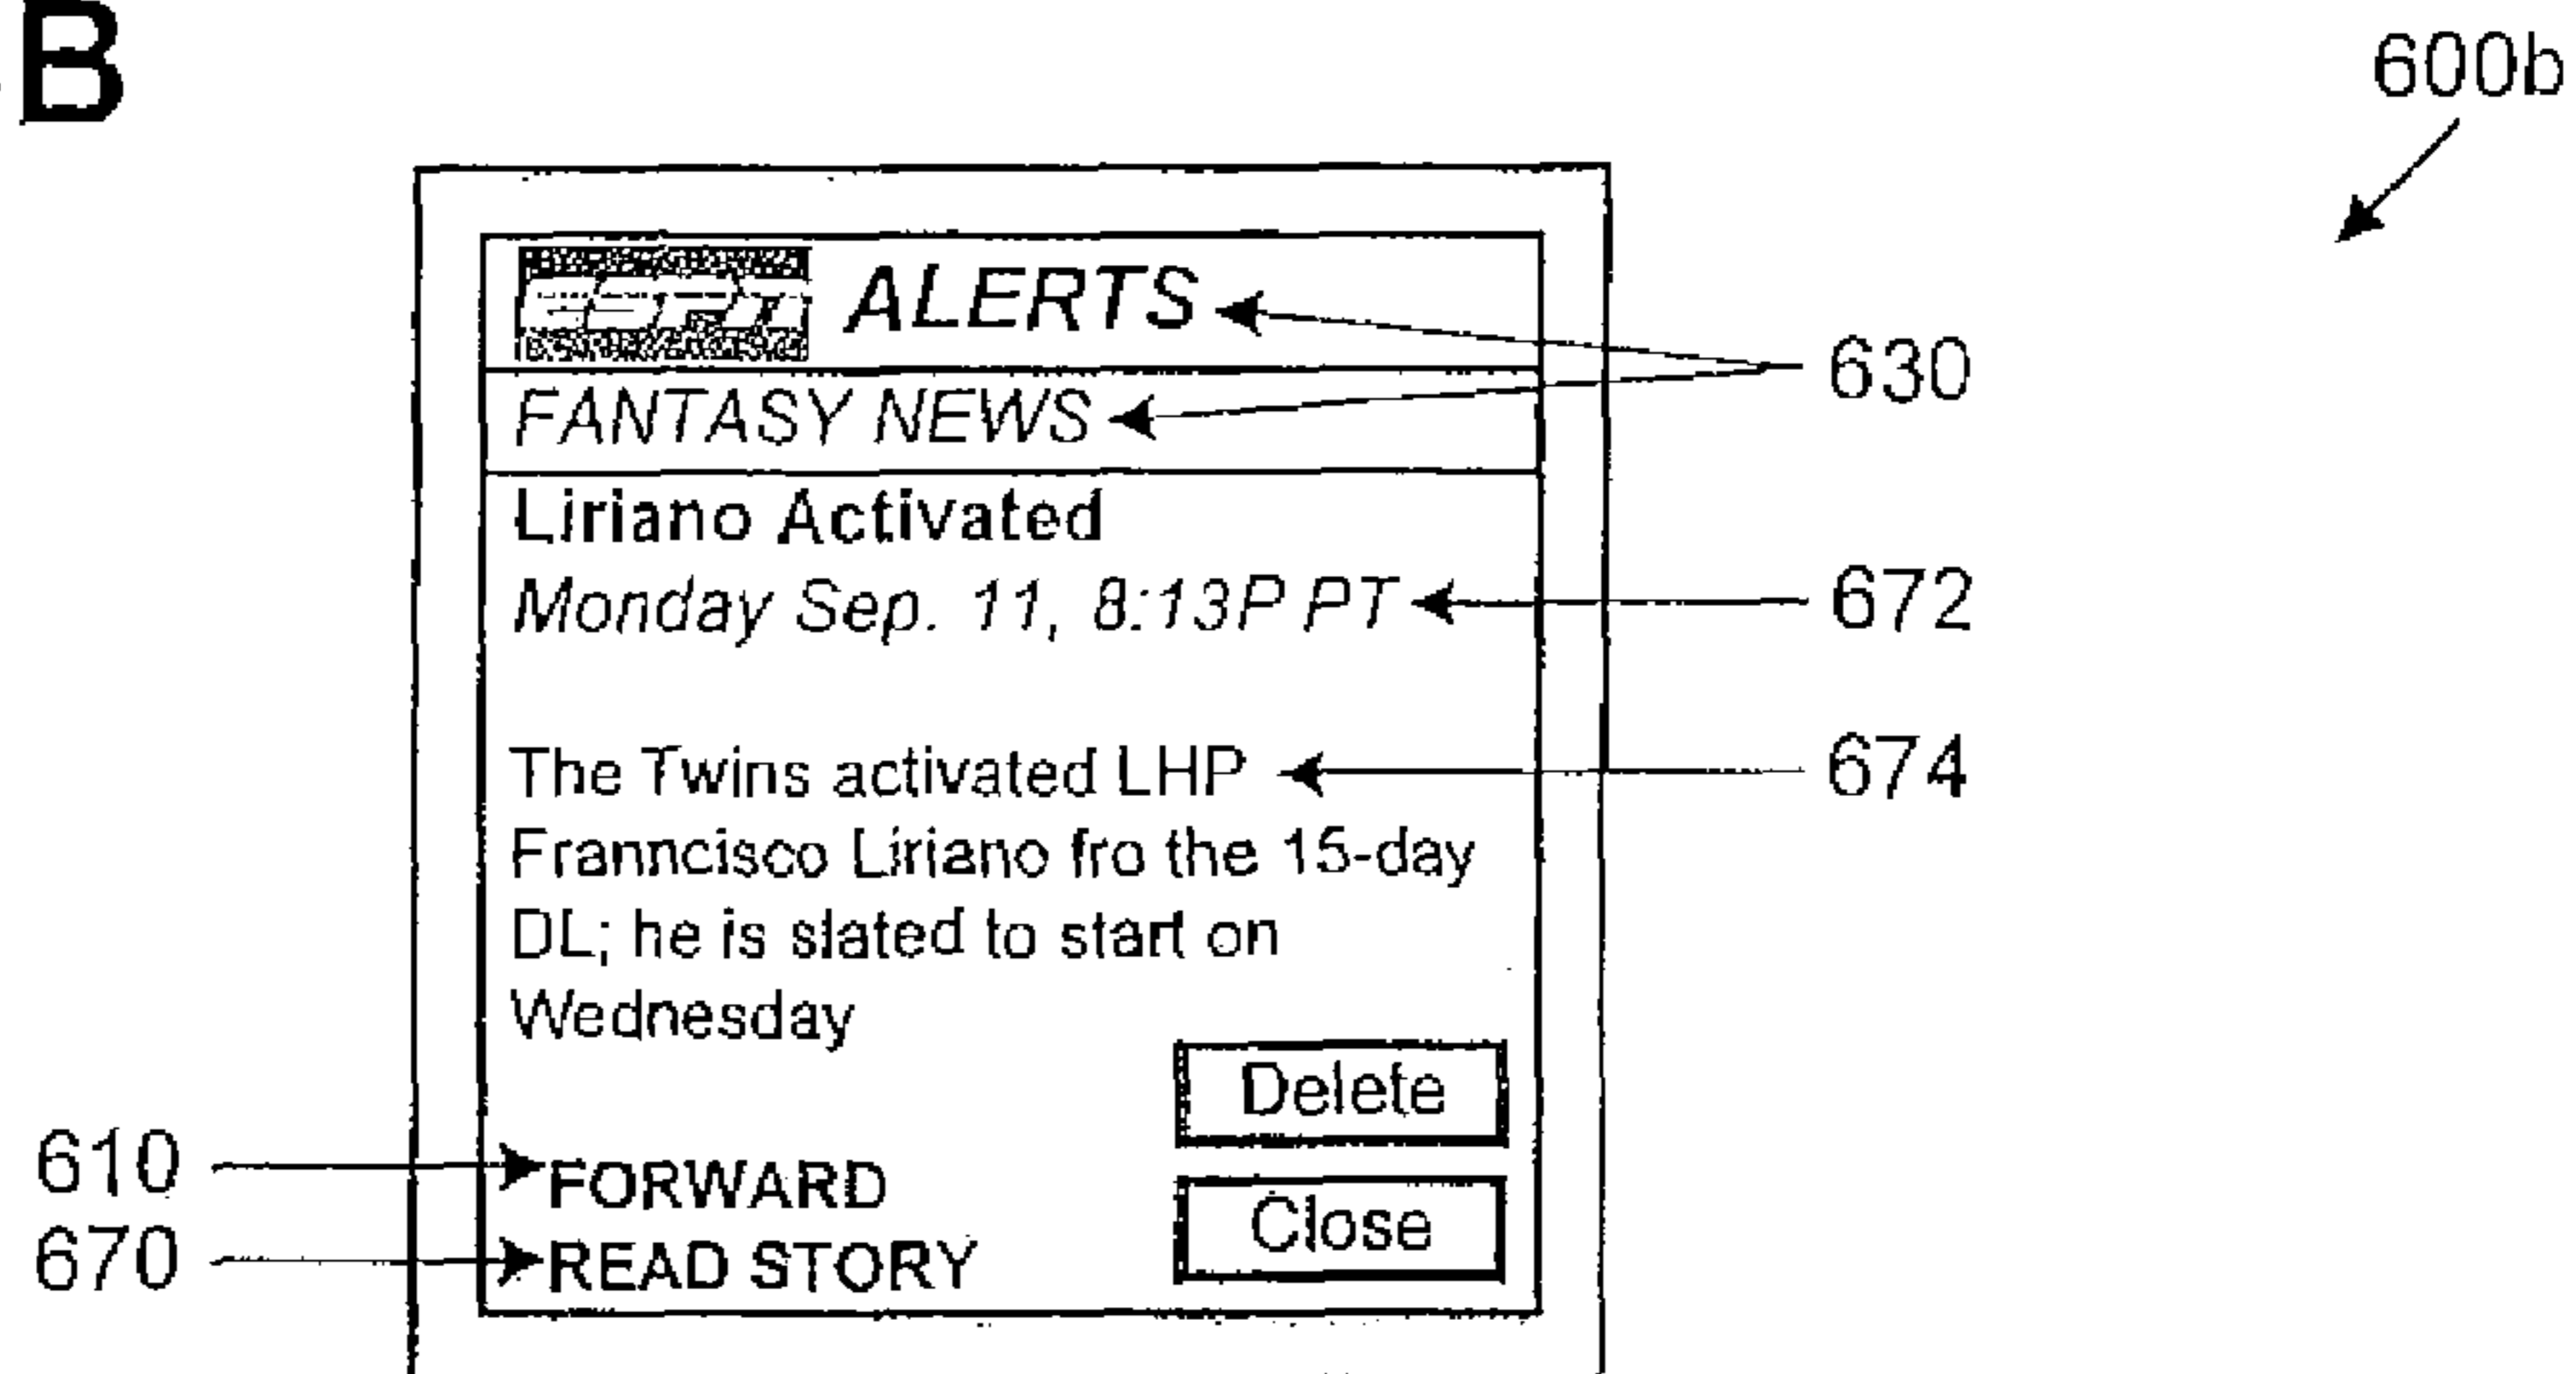 B
600b
ESPN ALERTS
630
FANTASY NEWS
Liriano Activated
Monday Sep. 11, 8:13P PT
672
The Twins activated LHP
674
Franncisco Liriano fro the 15-day
DL; he is slated to start on
Wednesday
Delete
610
FORWARD
Close
670
READ STORY